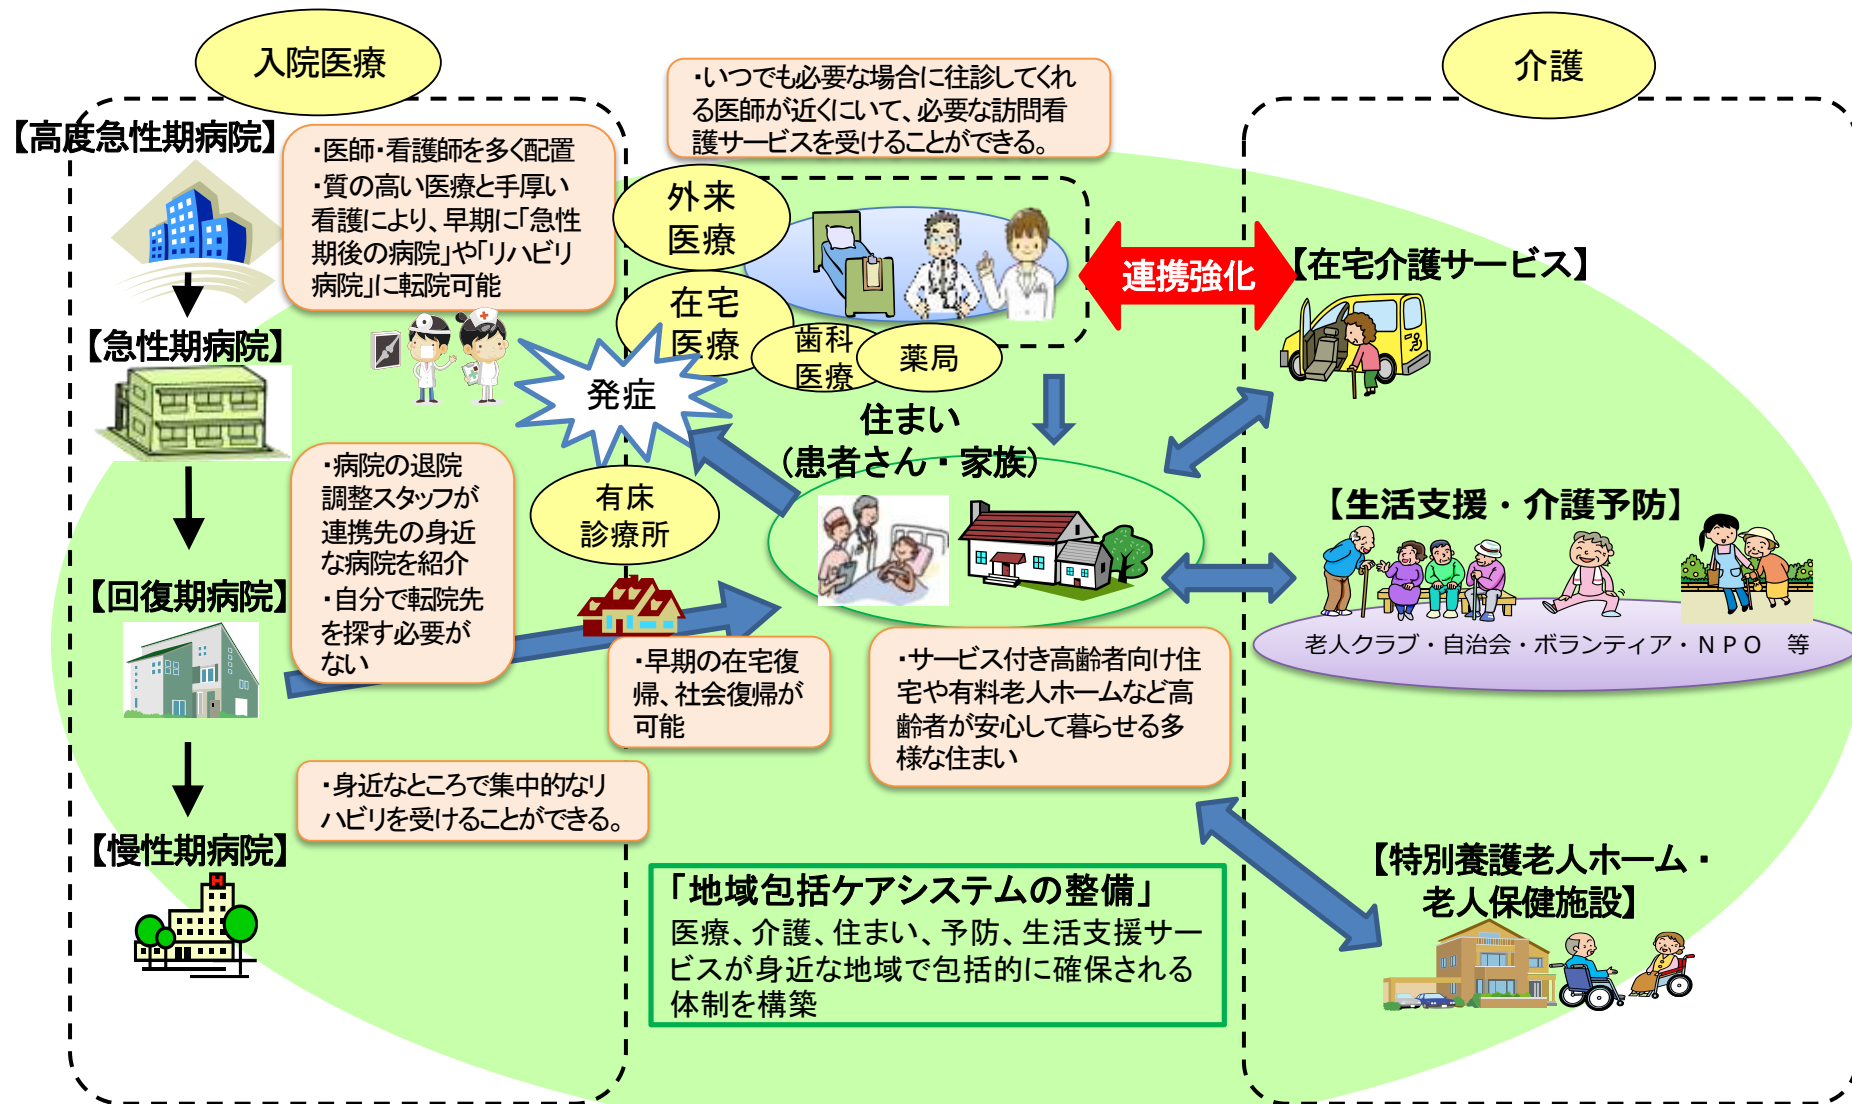 入院医療
【高度急性期病院】
・医師・看護師を多く配置
・質の高い医療と手厚い
看護により、早期に「急性
期後の病院」や「リハビリ
病院」に転院可能
【急性期病院】
・病院の退院
調整スタッフが
連携先の身近
な病院を紹介
・自分で転院先
を探す必要が
ない
【回復期病院】
・身近なところで集中的なリ
ハビリを受けることができる。
【慢性期病院】
H
・いつでも必要な場合に往診してくれ
る医師が近くにいて、必要な訪問看
護サービスを受けることができる。
外来
医療
在宅
医療
歯科
医療
薬局
発症
住まい
(患者さん・家族)
有床
診療所
・早期の在宅復
帰、社会復帰が
可能
・サービス付き高齢者向け住
宅や有料老人ホームなど高
齢者が安心して暮らせる多
様な住まい
「地域包括ケアシステムの整備」
医療、介護、住まい、予防、生活支援サー
ビスが身近な地域で包括的に確保される
体制を構築
連携強化
介護
【在宅介護サービス】
【生活支援・介護予防】
老人クラブ・自治会・ボランティア・ＮＰＯ　等
【特別養護老人ホーム・
老人保健施設】